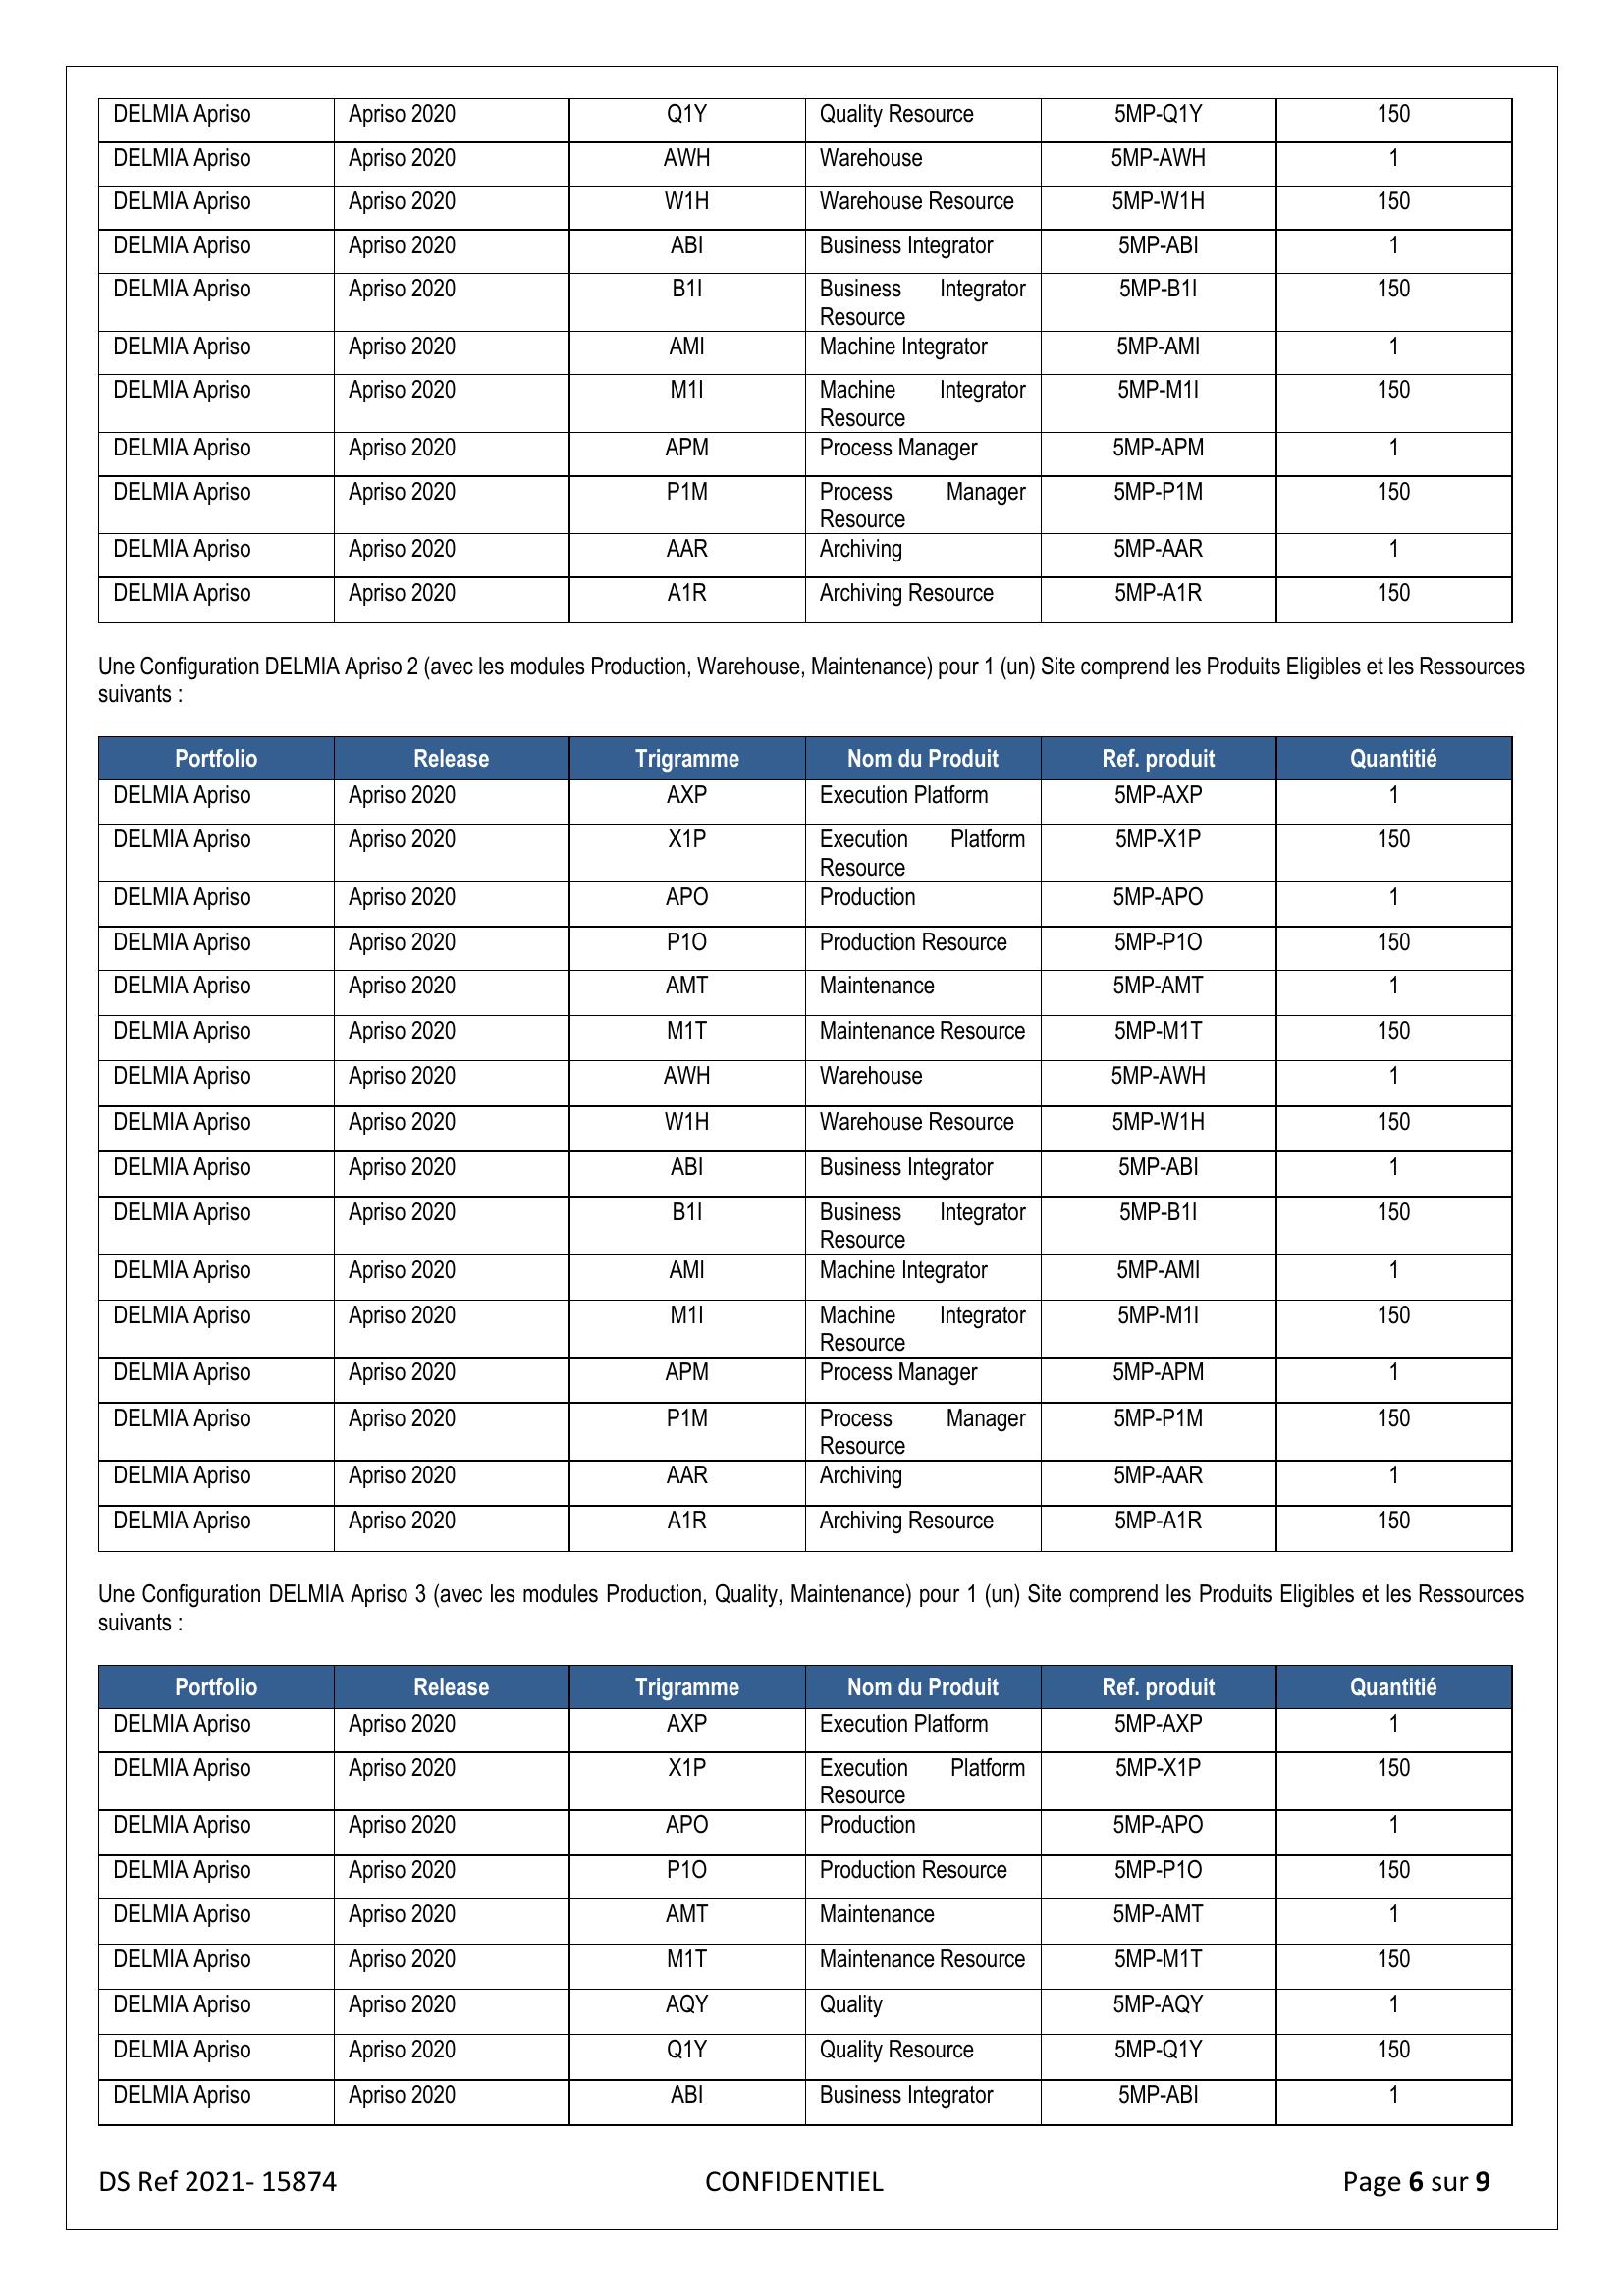 DELMIA Apriso Apriso 2020 Q1Y Quality Resource 5MP-Q1Y 150
DELMIA Apriso Apriso 2020 AWH Warehouse 5MP-AWH 1
DELMIA Apriso Apriso 2020 W1H Warehouse Resource 5MP-W1H 150
DELMIA Apriso Apriso 2020 ABI Business Integrator 5MP-ABI 1
DELMIA Apriso Apriso 2020 B1I Business Integrator 5MP-B1I 150
Resource
DELMIA Apriso Apriso 2020 AMI Machine Integrator 5MP-AMI 1
DELMIA Apriso Apriso 2020 M1I Machine Integrator 5MP-M1I 150
Resource
DELMIA Apriso Apriso 2020 APM Process Manager 5MP-APM 1
DELMIA Apriso Apriso 2020 P1M Process Manager 5MP-P1M 150
Resource
DELMIA Apriso Apriso 2020 AAR Archiving 5MP-AAR 1
DELMIA Apriso Apriso 2020 A1R Archiving Resource 5MP-A1R 150
Une Configuration DELMIA Apriso 2 (avec les modules Production, Warehouse, Maintenance) pour 1 (un) Site comprend les Produits Eligibles et les Ressources
suivants :
Portfolio Release Trigramme Nom du Produit Ref. produit Quantitié
DELMIA Apriso Apriso 2020 AXP Execution Platform 5MP-AXP 1
DELMIA Apriso Apriso 2020 X1P Execution Platform 5MP-X1P 150
Resource
DELMIA Apriso Apriso 2020 APO Production 5MP-APO 1
DELMIA Apriso Apriso 2020 P1O Production Resource 5MP-P1O 150
DELMIA Apriso Apriso 2020 AMT Maintenance 5MP-AMT 1
DELMIA Apriso Apriso 2020 M1T Maintenance Resource 5MP-M1T 150
DELMIA Apriso Apriso 2020 AWH Warehouse 5MP-AWH 1
DELMIA Apriso Apriso 2020 W1H Warehouse Resource 5MP-W1H 150
DELMIA Apriso Apriso 2020 ABI Business Integrator 5MP-ABI 1
DELMIA Apriso Apriso 2020 B1I Business Integrator 5MP-B1I 150
Resource
DELMIA Apriso Apriso 2020 AMI Machine Integrator 5MP-AMI 1
DELMIA Apriso Apriso 2020 M1I Machine Integrator 5MP-M1I 150
Resource
DELMIA Apriso Apriso 2020 APM Process Manager 5MP-APM 1
DELMIA Apriso Apriso 2020 P1M Process Manager 5MP-P1M 150
Resource
DELMIA Apriso Apriso 2020 AAR Archiving 5MP-AAR 1
DELMIA Apriso Apriso 2020 A1R Archiving Resource 5MP-A1R 150
Une Configuration DELMIA Apriso 3 (avec les modules Production, Quality, Maintenance) pour 1 (un) Site comprend les Produits Eligibles et les Ressources
suivants :
Portfolio Release Trigramme Nom du Produit Ref. produit Quantitié
DELMIA Apriso Apriso 2020 AXP Execution Platform 5MP-AXP 1
DELMIA Apriso Apriso 2020 X1P Execution Platform 5MP-X1P 150
Resource
DELMIA Apriso Apriso 2020 APO Production 5MP-APO 1
DELMIA Apriso Apriso 2020 P1O Production Resource 5MP-P1O 150
DELMIA Apriso Apriso 2020 AMT Maintenance 5MP-AMT 1
DELMIA Apriso Apriso 2020 M1T Maintenance Resource 5MP-M1T 150
DELMIA Apriso Apriso 2020 AQY Quality 5MP-AQY 1
DELMIA Apriso Apriso 2020 Q1Y Quality Resource 5MP-Q1Y 150
DELMIA Apriso Apriso 2020 ABI Business Integrator 5MP-ABI 1
DS Ref 2021- 15874 CONFIDENTIEL Page 6 sur 9